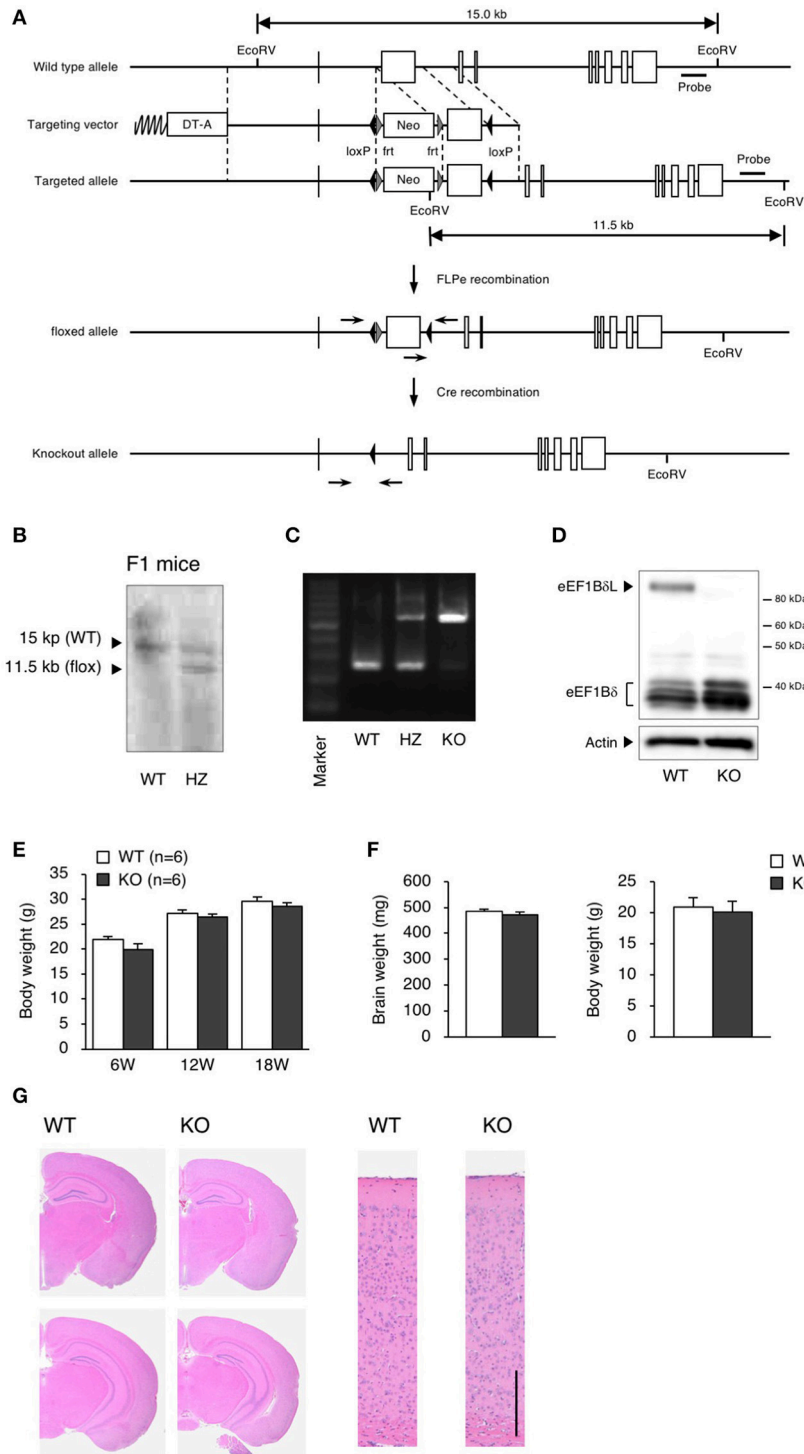 A
15.0 kb
EcoRV
EcoRV
Wild type allele
Probe
Targeting vector
DT-A
Neo
loxP
frt
frt
loxP
Probe
Targeted allele
Neo
EcoRV
EcoRV
11.5 kb
FLPe recombination
floxed allele
EcoRV
Cre recombination
Knockout allele
EcoRV
B
F1 mice
15 kp (WT)
11.5 kb (flox)
WT
HZ
C
Marker
WT
HZ
KO
D
eEF1BδL
80 kDa
60 kDa
50 kDa
eEF1Bδ
40 kDa
Actin
WT
KO
E
WT (n=6)
KO (n=6)
Body weight (g)
35
30
25
20
15
10
5
0
6W
12W
18W
F
Brain weight (mg)
600
500
400
300
200
100
0
Body weight (g)
25
20
15
10
5
0
G
WT
KO
WT
KO